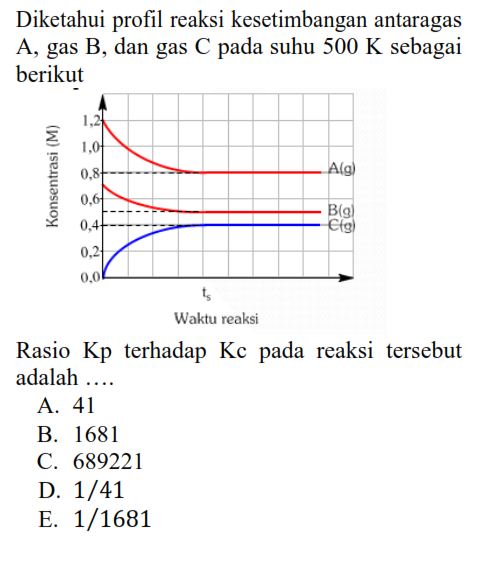 Diketahui profil reaksi kesetimbangan antaragas
A, gas B, dan gas C pada suhu 500 K sebagai
berikut
Konsentrasi (M)
1,2
1,0
0,8
0,6
0,4
0,2
0,0
A(g)
B(g)
C(g)
ts
Waktu reaksi
Rasio Kp terhadap Kc pada reaksi tersebut
adalah ....
A. 41
B. 1681
C. 689221
D. 1/41
E. 1/1681